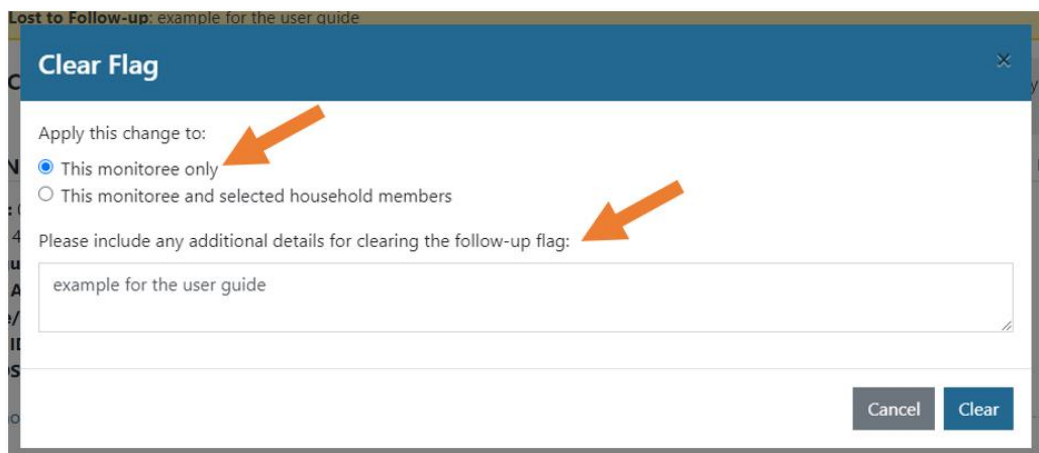 Lost to Follow-up: example for the user guide
Clear Flag
×
Apply this change to:
This monitoree only
This monitoree and selected household members
Please include any additional details for clearing the follow-up flag:
example for the user guide
Cancel Clear